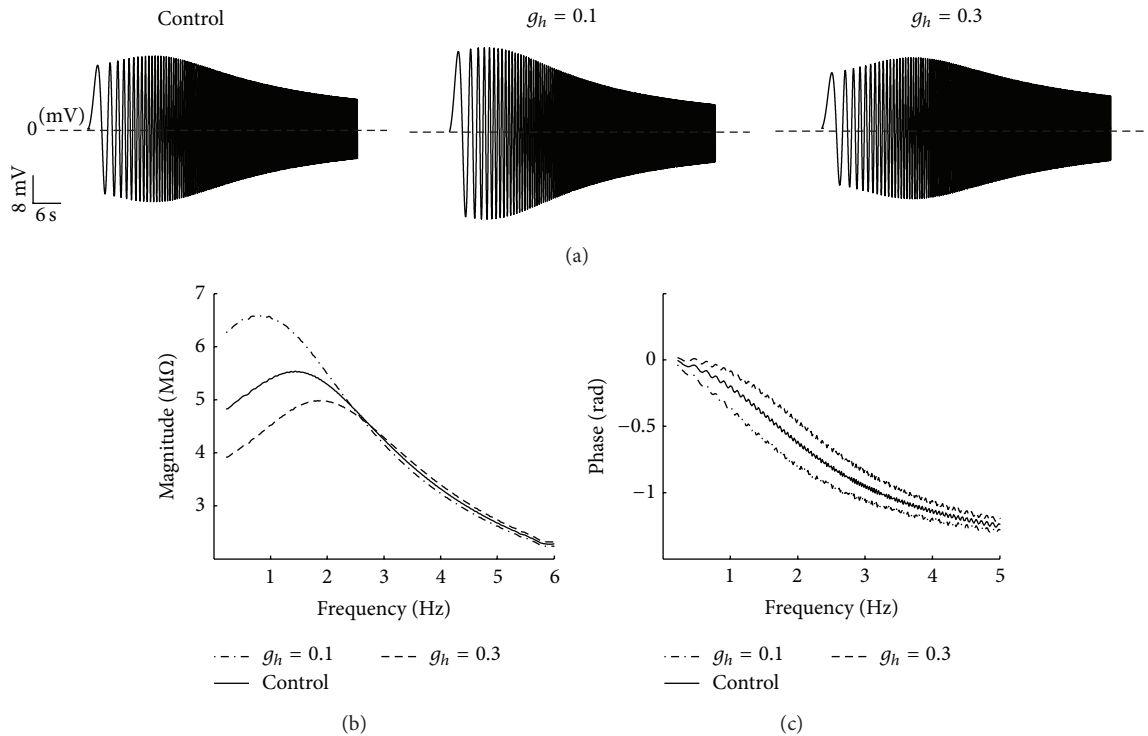 Control
g_h = 0.1
g_h = 0.3
0 (mV)
8 mV
6 s
(a)
7
6
5
4
3
Magnitude (MΩ)
1 2 3 4 5 6
Frequency (Hz)
g_h = 0.1
g_h = 0.3
Control
(b)
0
−0.5
−1
Phase (rad)
1 2 3 4 5
Frequency (Hz)
g_h = 0.1
g_h = 0.3
Control
(c)